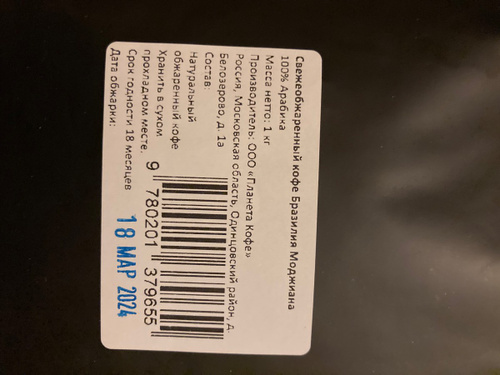 Свежеобжаренный кофе Бразилия Моджиана
100% Арабика
Масса нетто: 1 кг
Производитель: ООО «Планета Кофе»
Россия, Московская область, Одинцовский район, д.
Белозерово, д. 1а
Состав:
Натуральный
обжаренный кофе
Хранить в сухом
прохладном месте.
Срок годности 18 месяцев
Дата обжарки:
9 780201 379655
18 МАР 2024